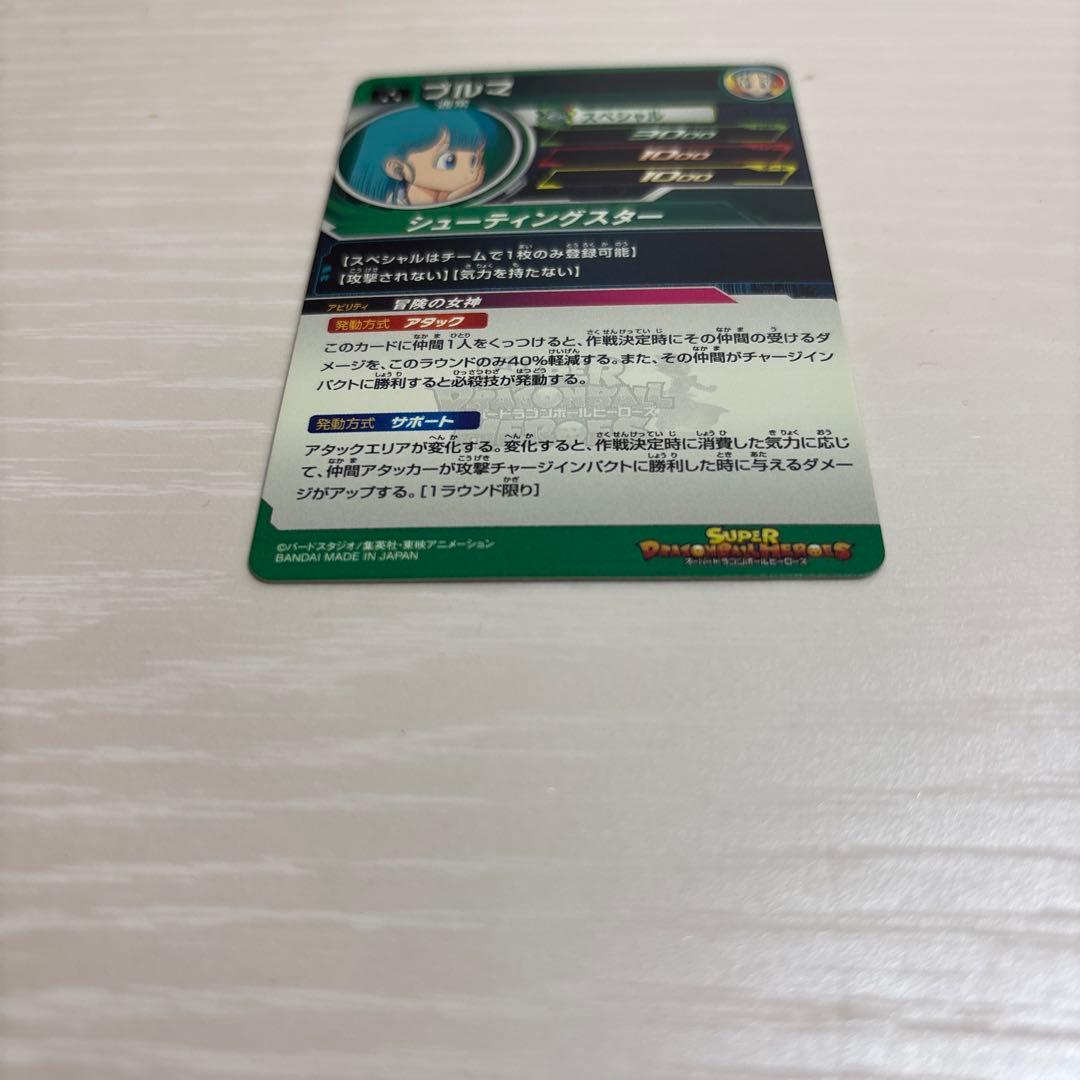 ブルマ
通常
スペシャル
3000
1000
1000
シューティングスター
【スペシャルはチームで1枚のみ登録可能】
【攻撃されない】【気力を持たない】
アビリティ 冒険の女神
発動方式 アタック
このカードに仲間1人をくっつけると、作戦決定時にその仲間の受けるダ
メージを、このラウンドのみ40%軽減する。また、その仲間がチャージイン
パクトに勝利すると必殺技が発動する。
発動方式 サポート
アタックエリアが変化する。変化すると、作戦決定時に消費した気力に応じ
て、仲間アタッカーが攻撃チャージインパクトに勝利した時に与えるダメー
ジがアップする。[1ラウンド限り]
©バードスタジオ/集英社・東映アニメーション
BANDAI MADE IN JAPAN
SUPER
DRAGONBALL HEROES
スーパードラゴンボールヒーローズ